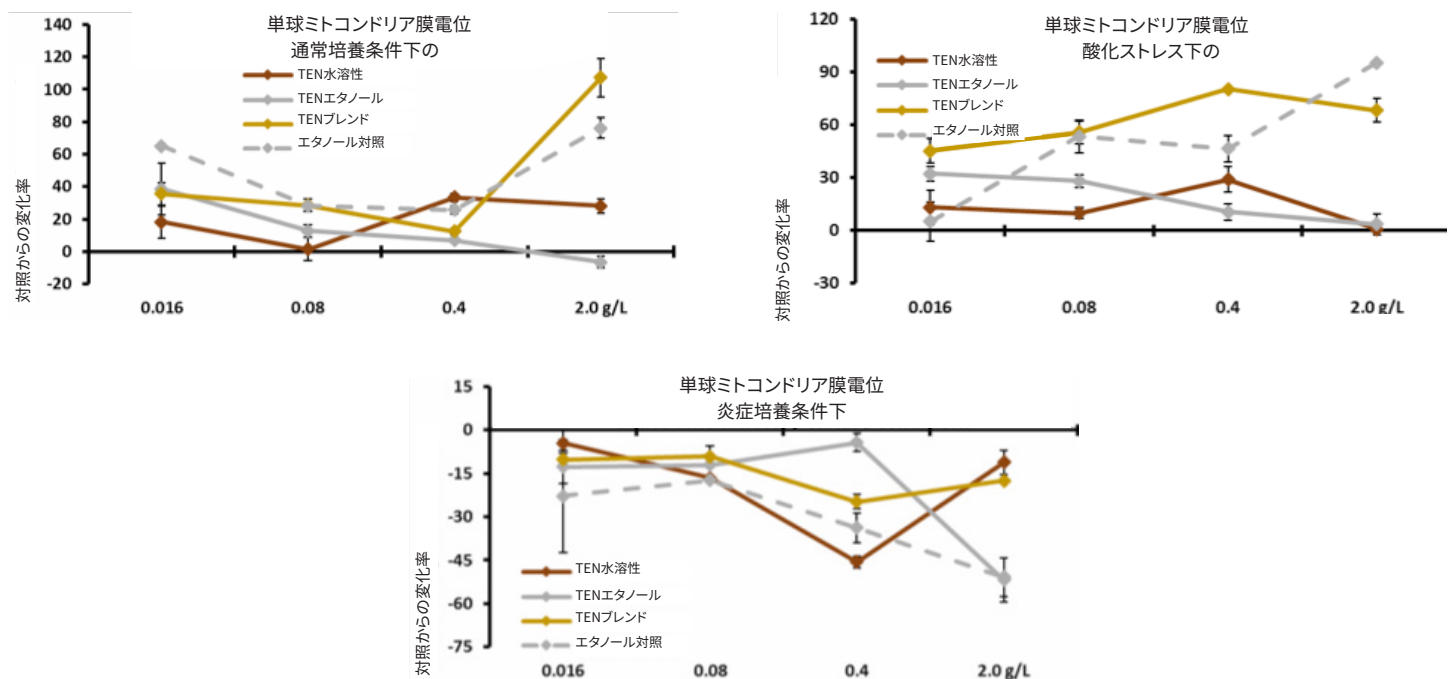 単球ミトコンドリア膜電位
通常培養条件下の
TEN水溶性
TENエタノール
TENブレンド
エタノール対照
対照からの変化率
140
120
100
80
60
40
20
0
-20
0.016 0.08 0.4 2.0 g/L
単球ミトコンドリア膜電位
酸化ストレス下の
TEN水溶性
TENエタノール
TENブレンド
エタノール対照
対照からの変化率
120
90
60
30
0
-30
0.016 0.08 0.4 2.0 g/L
単球ミトコンドリア膜電位
炎症培養条件下
対照からの変化率
15
0
-15
-30
-45
-60
-75
TEN水溶性
TENエタノール
TENブレンド
エタノール対照
0.016 0.08 0.4 2.0 g/L